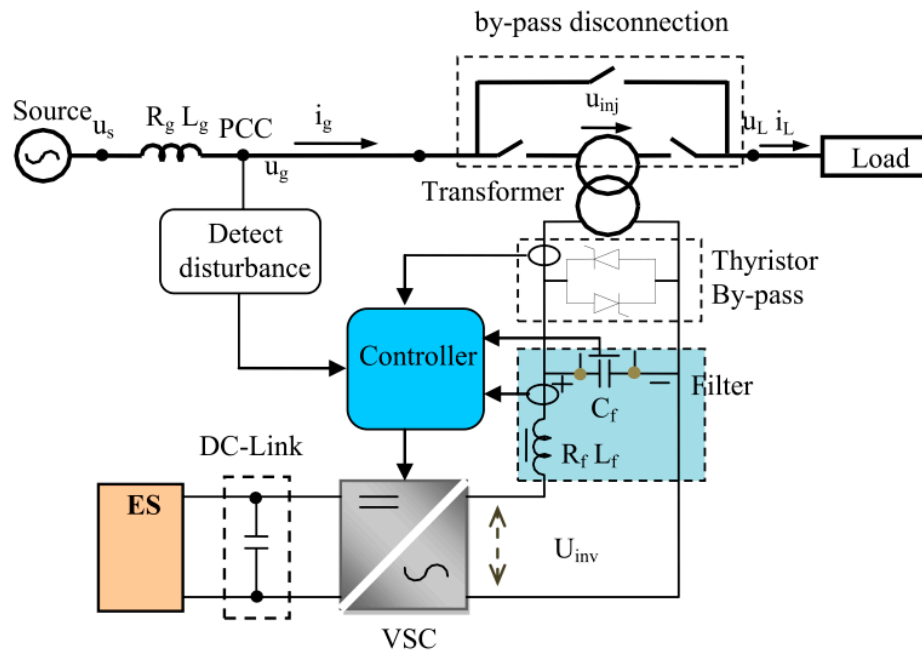 by-pass disconnection
Source
u_s
R_g L_g
PCC
i_g
u_inj
u_L i_L
u_g
Load
Transformer
Detect
disturbance
Thyristor
By-pass
Controller
+
−
Filter
C_f
DC-Link
R_f L_f
ES
U_inv
VSC